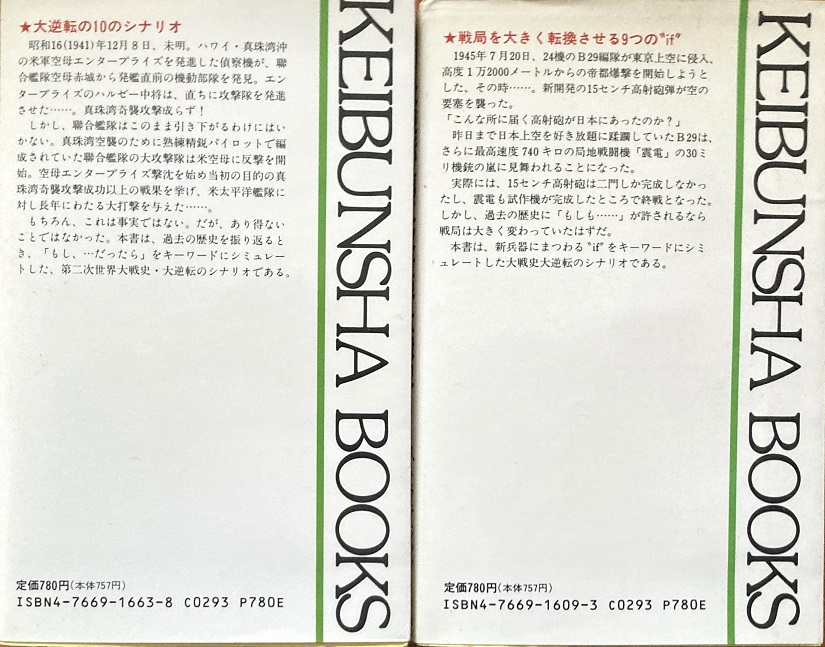 ★大逆転の10のシナリオ
昭和16(1941)年12月8日、未明。ハワイ・真珠湾沖
の米軍空母エンタープライズを発進した偵察機が、聯
合艦隊空母赤城から発艦直前の機動部隊を発見。エン
タープライズのハルゼー中将は、直ちに攻撃隊を発進
させた……。真珠湾奇襲攻撃成らず！
しかし、聯合艦隊はこのまま引き下がるわけにはい
かない。真珠湾空襲のために熟練精鋭パイロットで編
成されていた聯合艦隊の大攻撃隊は米空母に反撃を開
始。空母エンタープライズ撃沈を始め当初の目的の真
珠湾奇襲攻撃成功以上の戦果を挙げ、米太平洋艦隊に
対し長年にわたる大打撃を与えた……。
もちろん、これは事実ではない。だが、あり得ない
ことではなかった。本書は、過去の歴史を振り返ると
き、「もし、…だったら」をキーワードにシミュレー
トした、第二次世界大戦史・大逆転のシナリオである。
定価780円(本体757円)
ISBN4-7669-1663-8 C0293 P780E
KEIBUNSHA BOOKS
★戦局を大きく転換させる9つの〝if〟
1945年7月20日、24機のB29編隊が東京上空に侵入、
高度1万2000メートルからの帝都爆撃を開始しようと
した、その時……。新開発の15センチ高射砲弾が空の
要塞を襲った。
「こんな所に届く高射砲が日本にあったのか？」
昨日まで日本上空を好き放題に蹂躙していたB29は、
さらに最高速度740キロの局地戦闘機「震電」の30ミ
リ機銃の嵐に見舞われることになった。
実際には、15センチ高射砲は二門しか完成しなかっ
たし、震電も試作機が完成したところで終戦となった。
しかし、過去の歴史に「もしも……」が許されるなら
戦局は大きく変わっていたはずだ。
本書は、新兵器にまつわる〝if〟をキーワードにシミ
ュレートした大戦史大逆転のシナリオである。
定価780円(本体757円)
ISBN4-7669-1609-3 C0293 P780E
KEIBUNSHA BOOKS